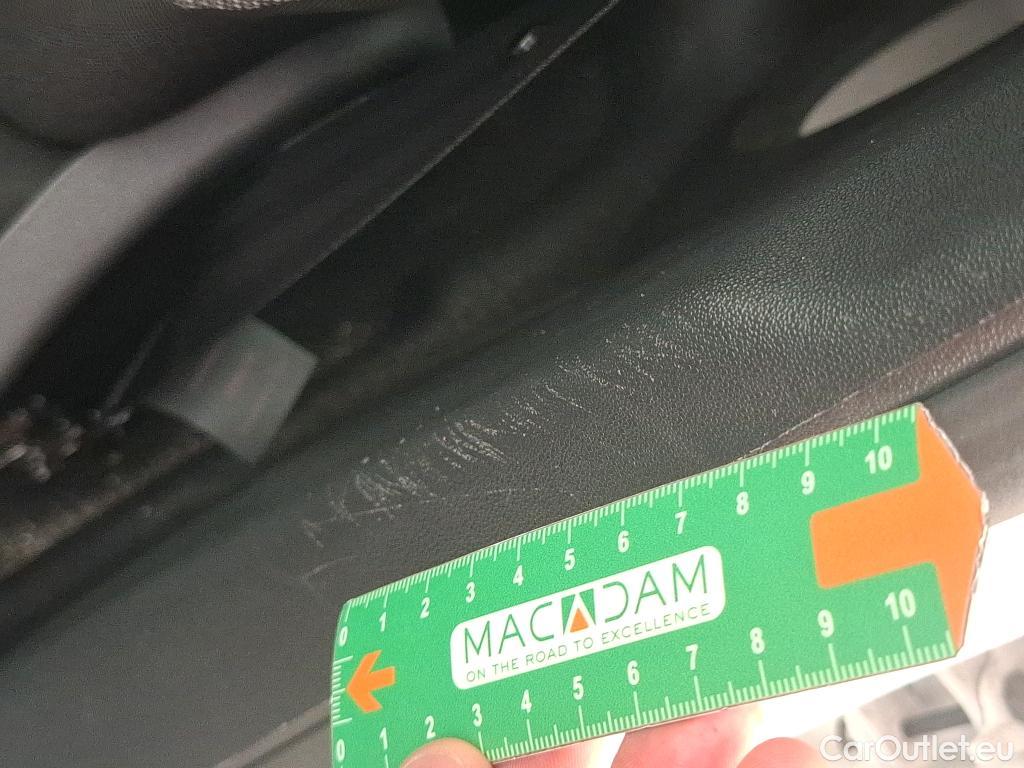 0 1 2 3 4 5 6 7 8 9 10
MACADAM
ON THE ROAD TO EXCELLENCE
0 1 2 3 4 5 6 7 8 9 10
CarOutlet.eu